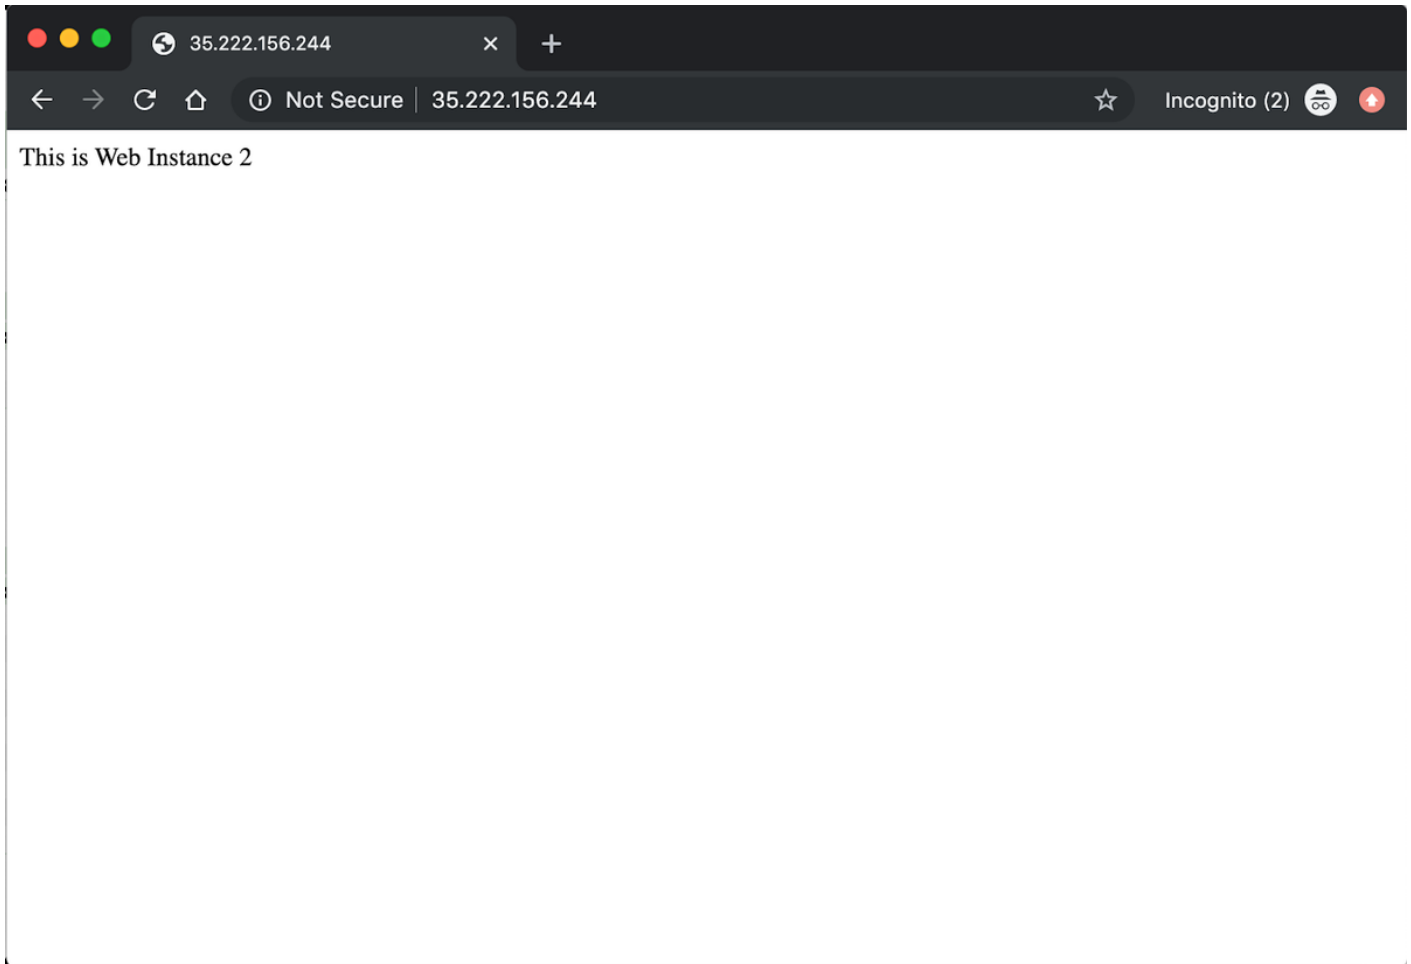 35.222.156.244
Not Secure 35.222.156.244 Incognito (2)
This is Web Instance 2